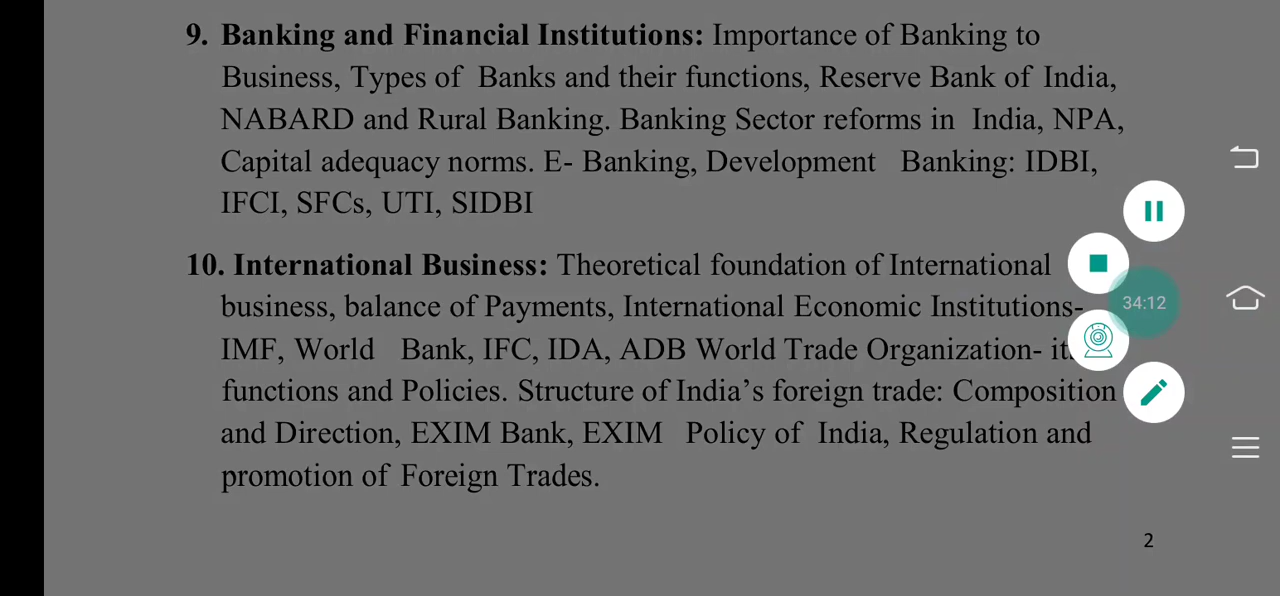 9. Banking and Financial Institutions: Importance of Banking to
Business, Types of Banks and their functions, Reserve Bank of India,
NABARD and Rural Banking. Banking Sector reforms in India, NPA,
Capital adequacy norms. E- Banking, Development Banking: IDBI,
IFCI, SFCs, UTI, SIDBI
10. International Business: Theoretical foundation of International
business, balance of Payments, International Economic Institutions-
34:12
IMF, World Bank, IFC, IDA, ADB World Trade Organization-
functions and Policies. Structure of India’s foreign trade: Composition
and Direction, EXIM Bank, EXIM Policy of India, Regulation and
promotion of Foreign Trades.
2